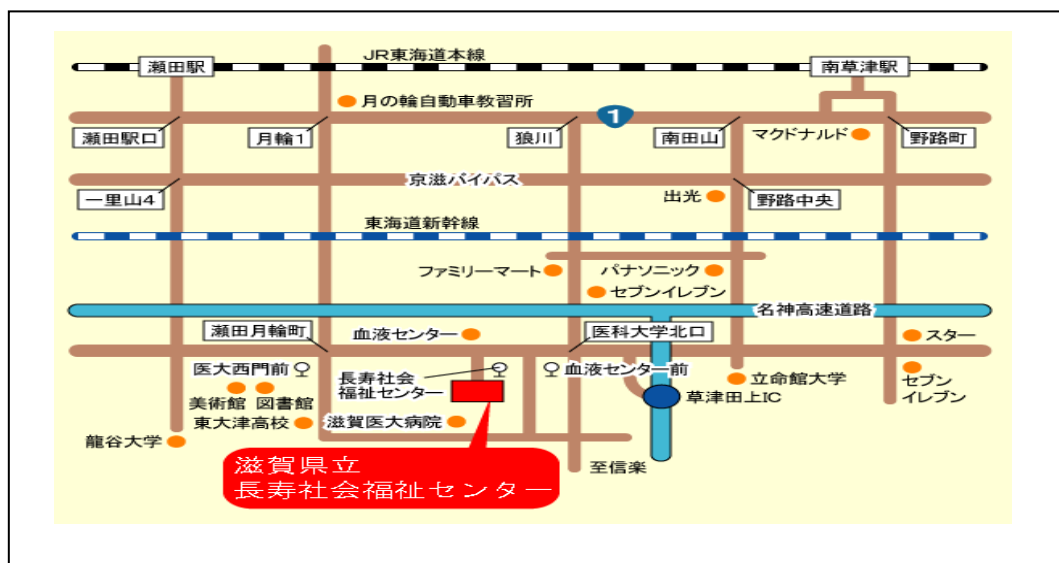 JR東海道本線
瀬田駅
南草津駅
月の輪自動車教習所
1
瀬田駅口
月輪1
狼川
南田山
マクドナルド
野路町
京滋バイパス
一里山4
出光
野路中央
東海道新幹線
ファミリーマート
パナソニック
セブンイレブン
名神高速道路
瀬田月輪町
血液センター
医科大学北口
スター
医大西門前
長寿社会
福祉センター
血液センター前
立命館大学
セブン
イレブン
美術館
図書館
草津田上IC
東大津高校
滋賀医大病院
龍谷大学
至信楽
滋賀県立
長寿社会福祉センター